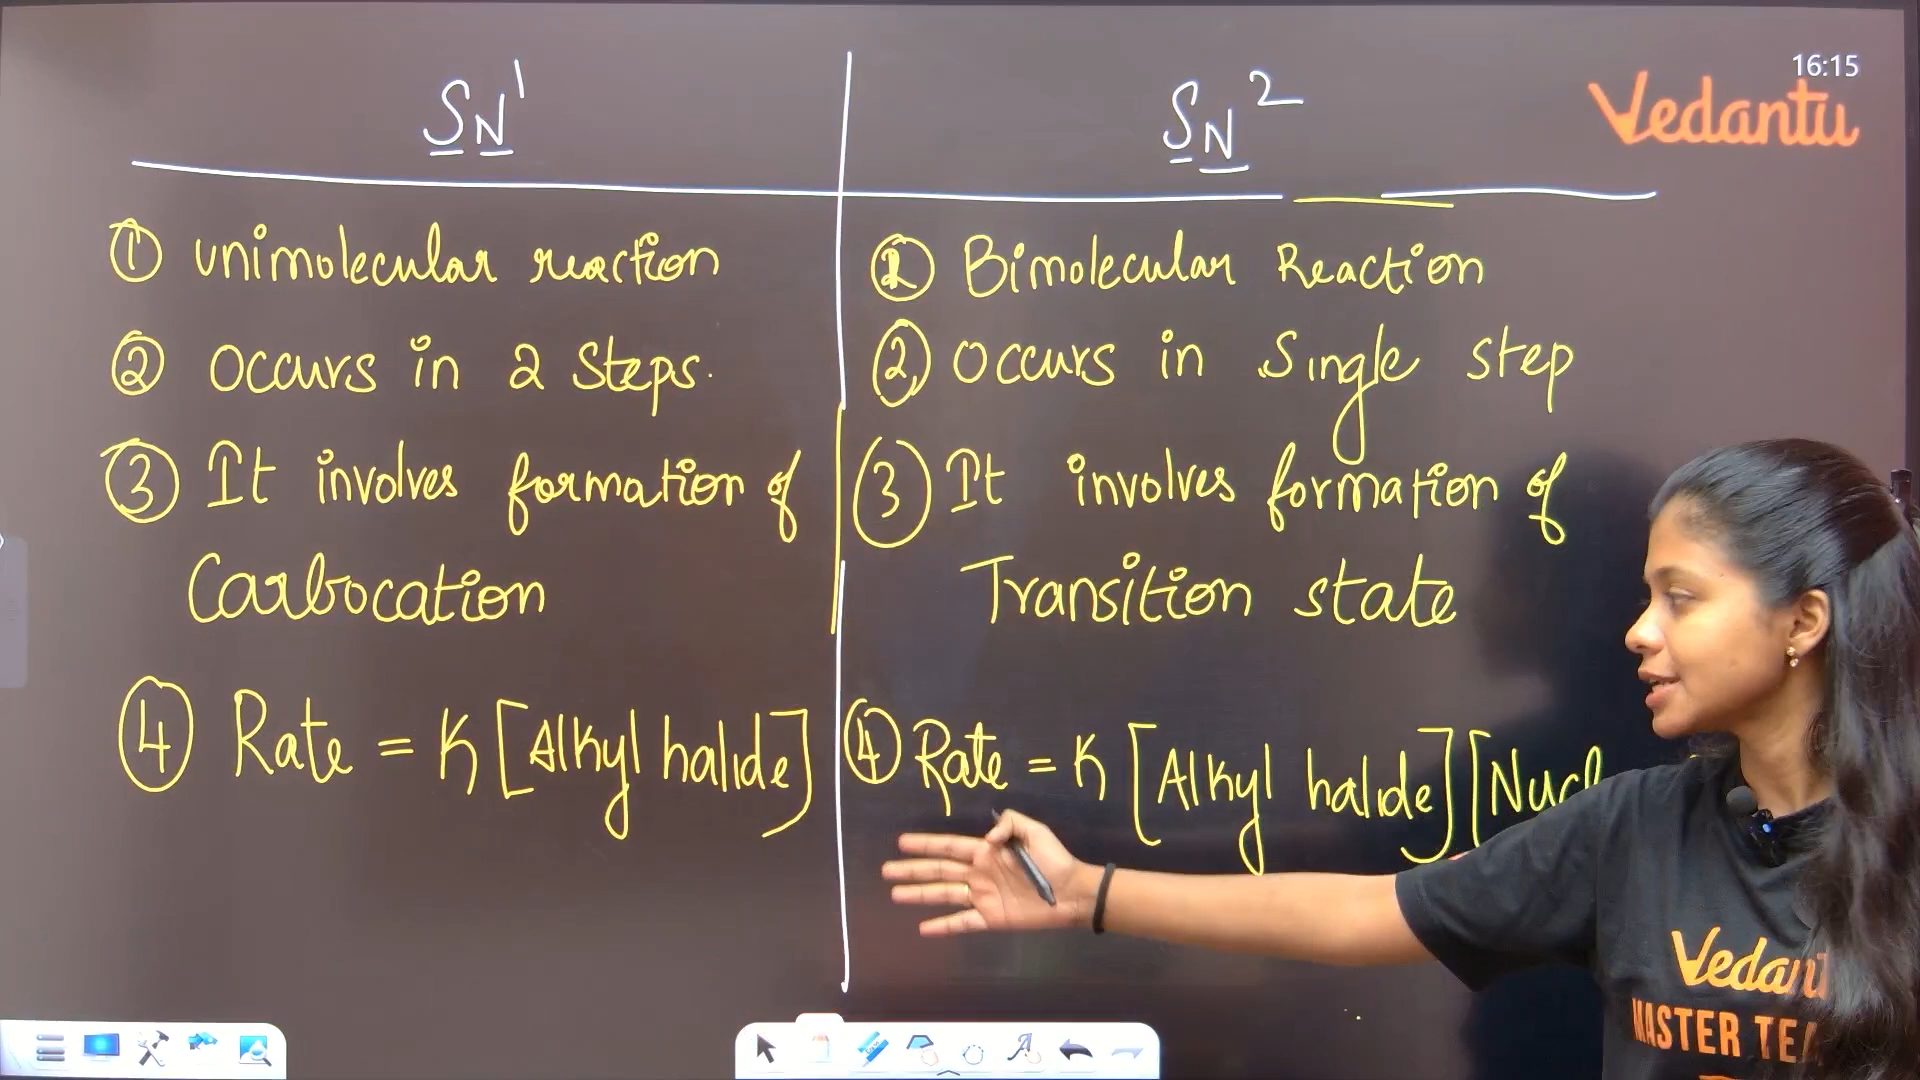 16:15
Vedantu
SN1
SN2
① unimolecular reaction
② Occurs in 2 Steps.
③ It involves formation of
Carbocation
④ Rate = K [Alkyl halide]
① Bimolecular Reaction
② Occurs in Single step
③ It involves formation of
Transition state
④ Rate = K [Alkyl halide] [Nucl
Vedant
MASTER TEA